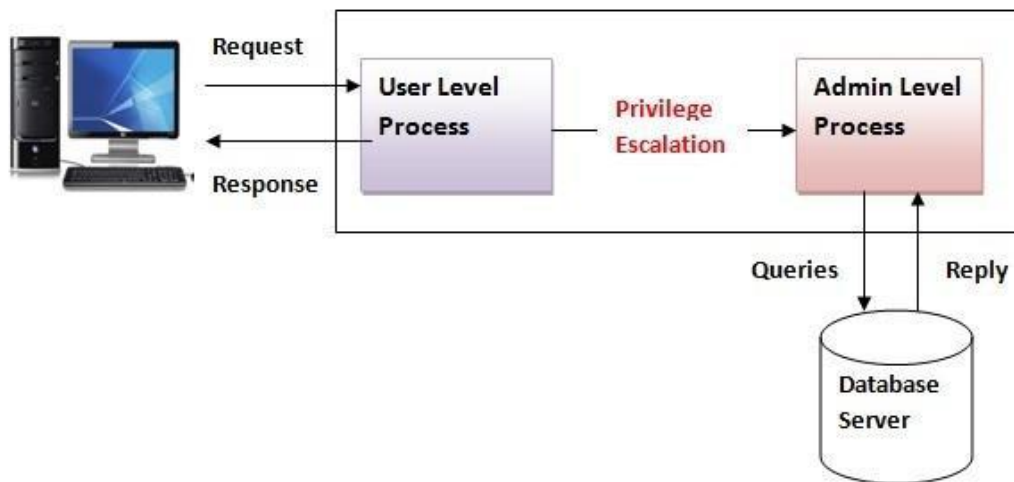 Request
User Level
Process
Privilege
Escalation
Admin Level
Process
Response
Queries
Reply
Database
Server